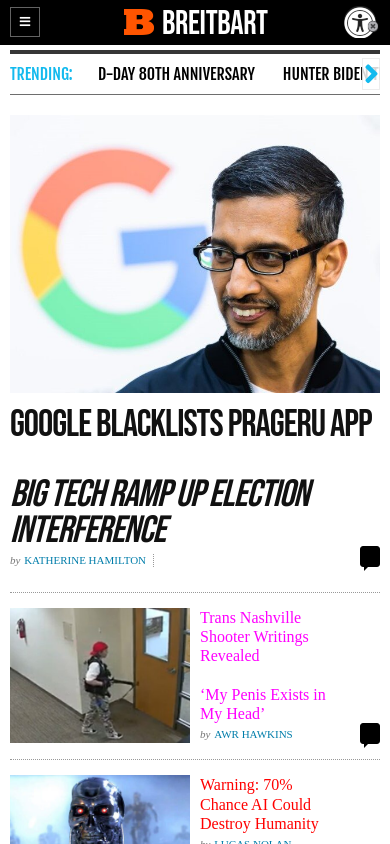 BREITBART
TRENDING: D-DAY 80TH ANNIVERSARY HUNTER BIDEN
GOOGLE BLACKLISTS PRAGERU APP
BIG TECH RAMP UP ELECTION
INTERFERENCE
by KATHERINE HAMILTON
Trans Nashville
Shooter Writings
Revealed
‘My Penis Exists in
My Head’
by AWR HAWKINS
Warning: 70%
Chance AI Could
Destroy Humanity
by LUCAS NOLAN